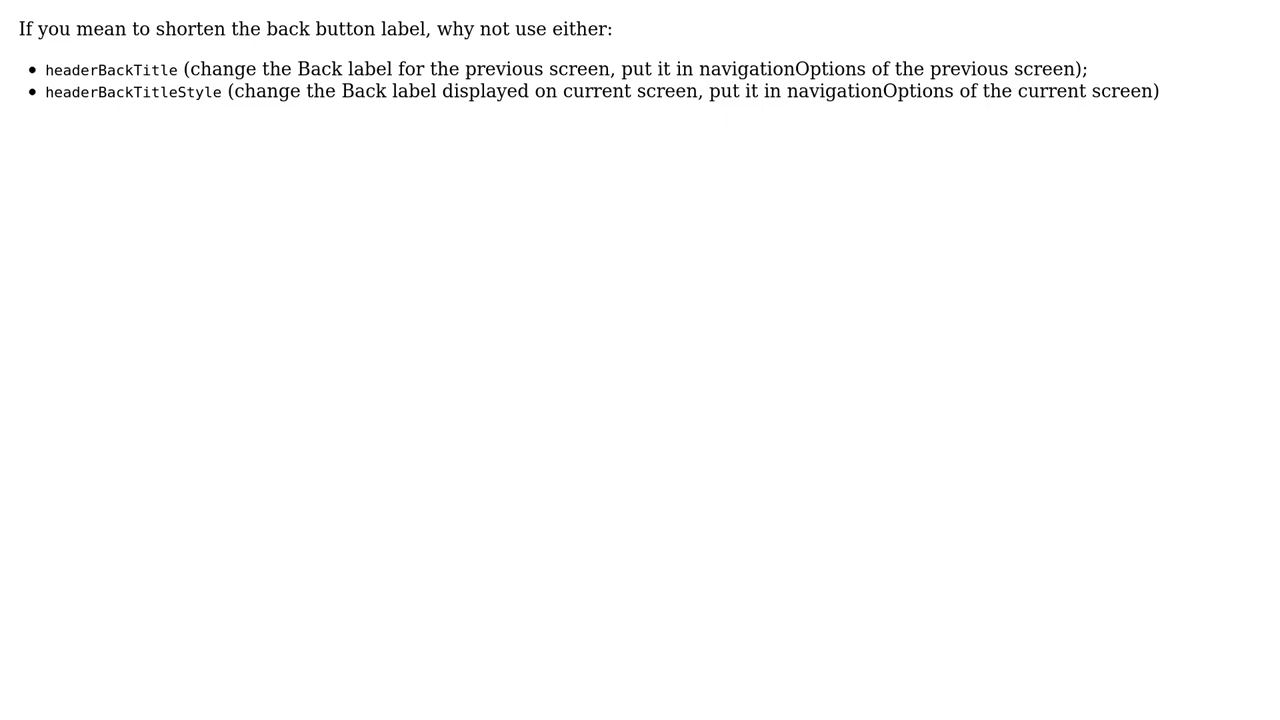 If you mean to shorten the back button label, why not use either:
• headerBackTitle (change the Back label for the previous screen, put it in navigationOptions of the previous screen);
• headerBackTitleStyle (change the Back label displayed on current screen, put it in navigationOptions of the current screen)